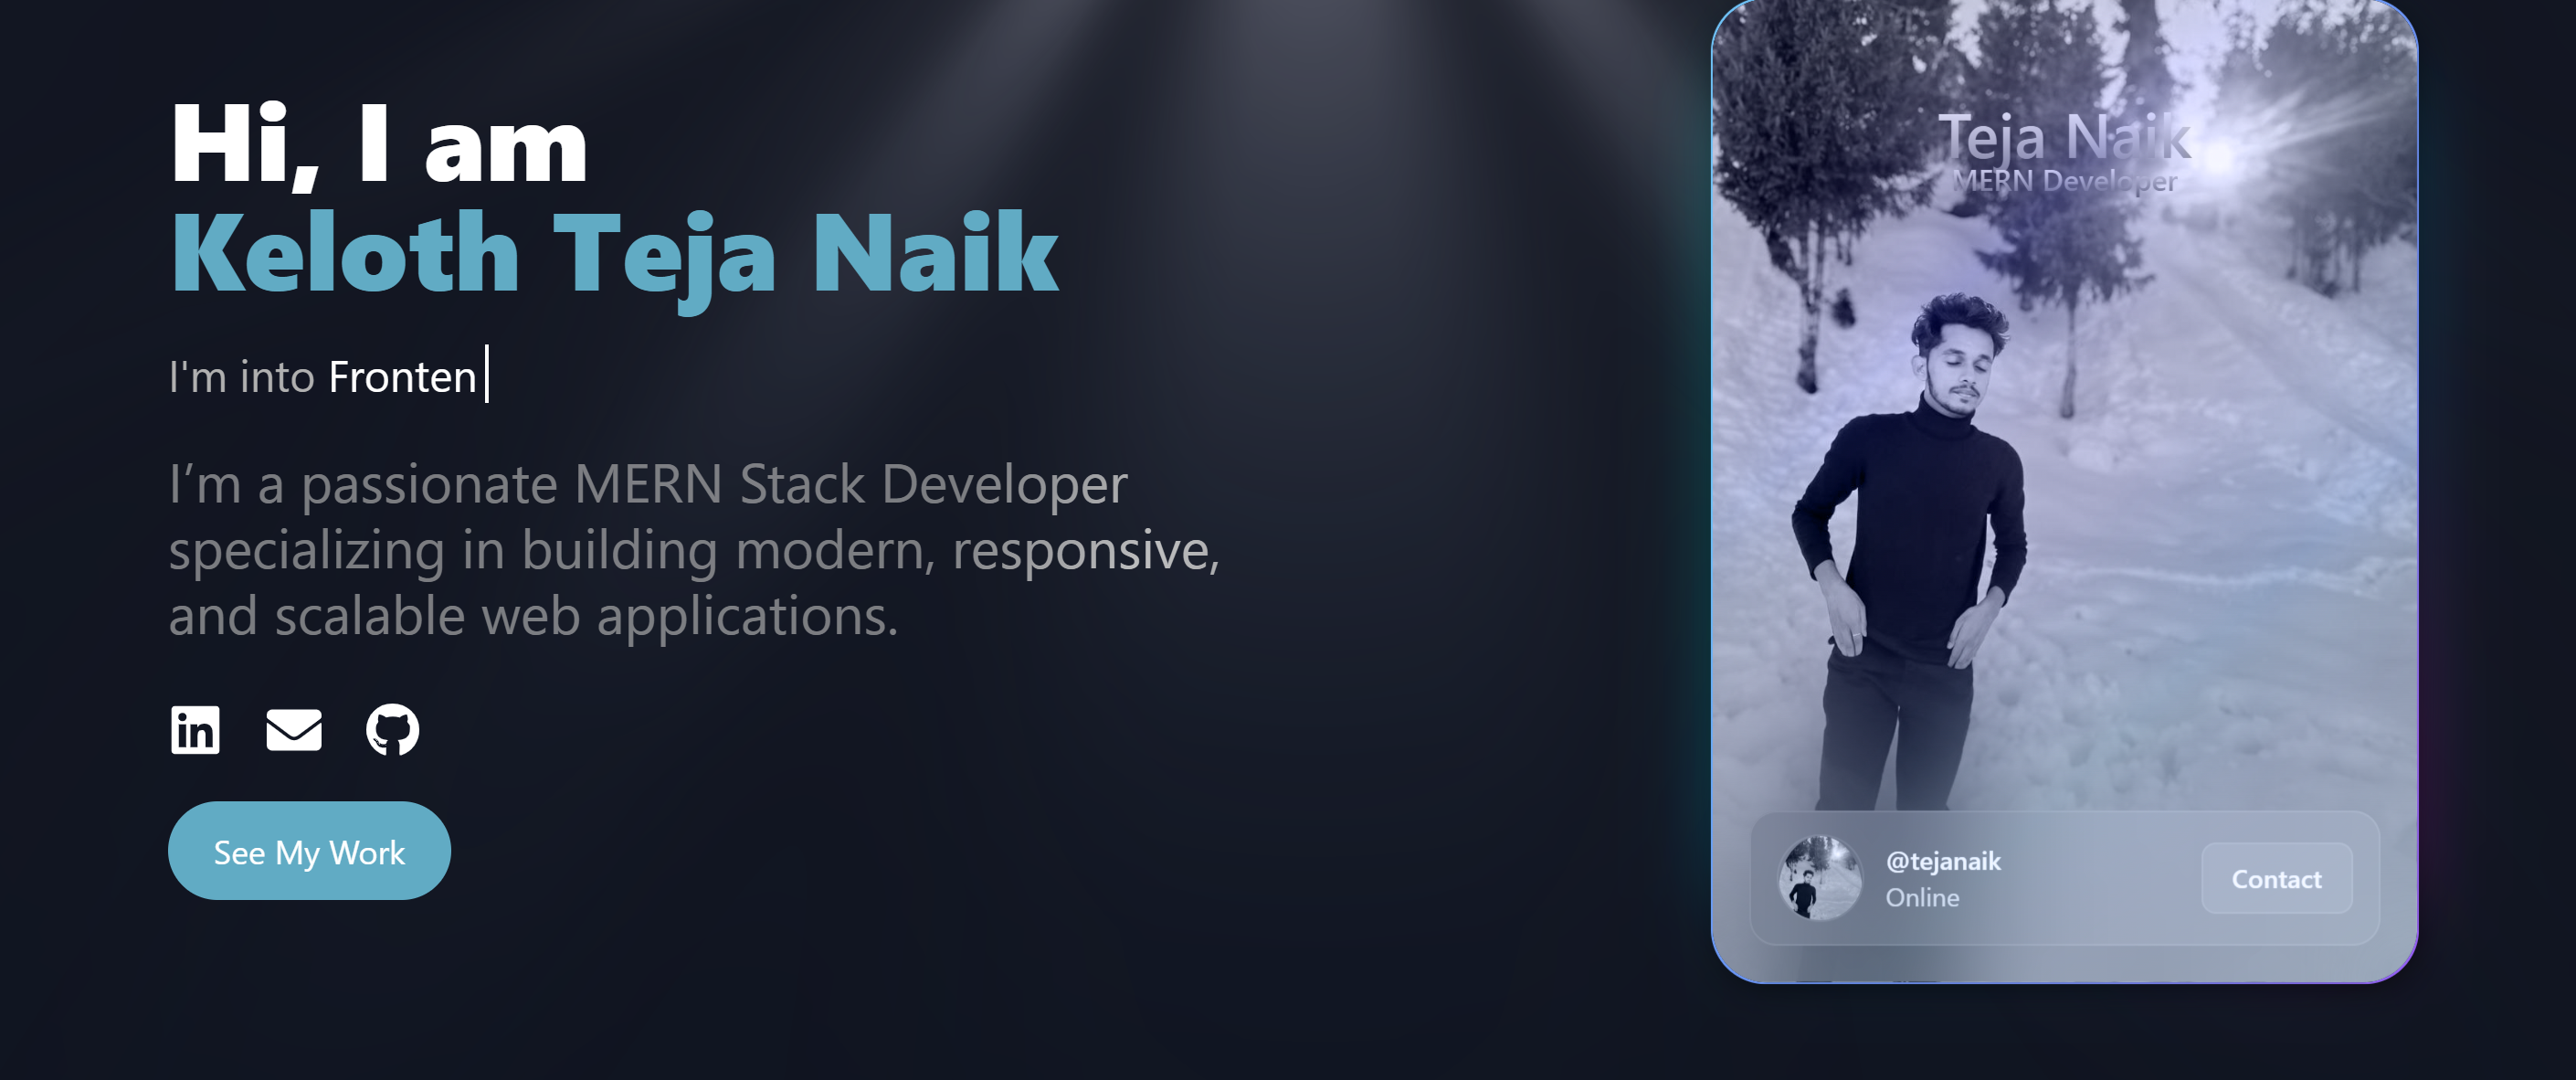 Hi, I am
Keloth Teja Naik
I'm into Fronten
I’m a passionate MERN Stack Developer
specializing in building modern, responsive,
and scalable web applications.
in
See My Work
Teja Naik
MERN Developer
@tejanaik
Online
Contact